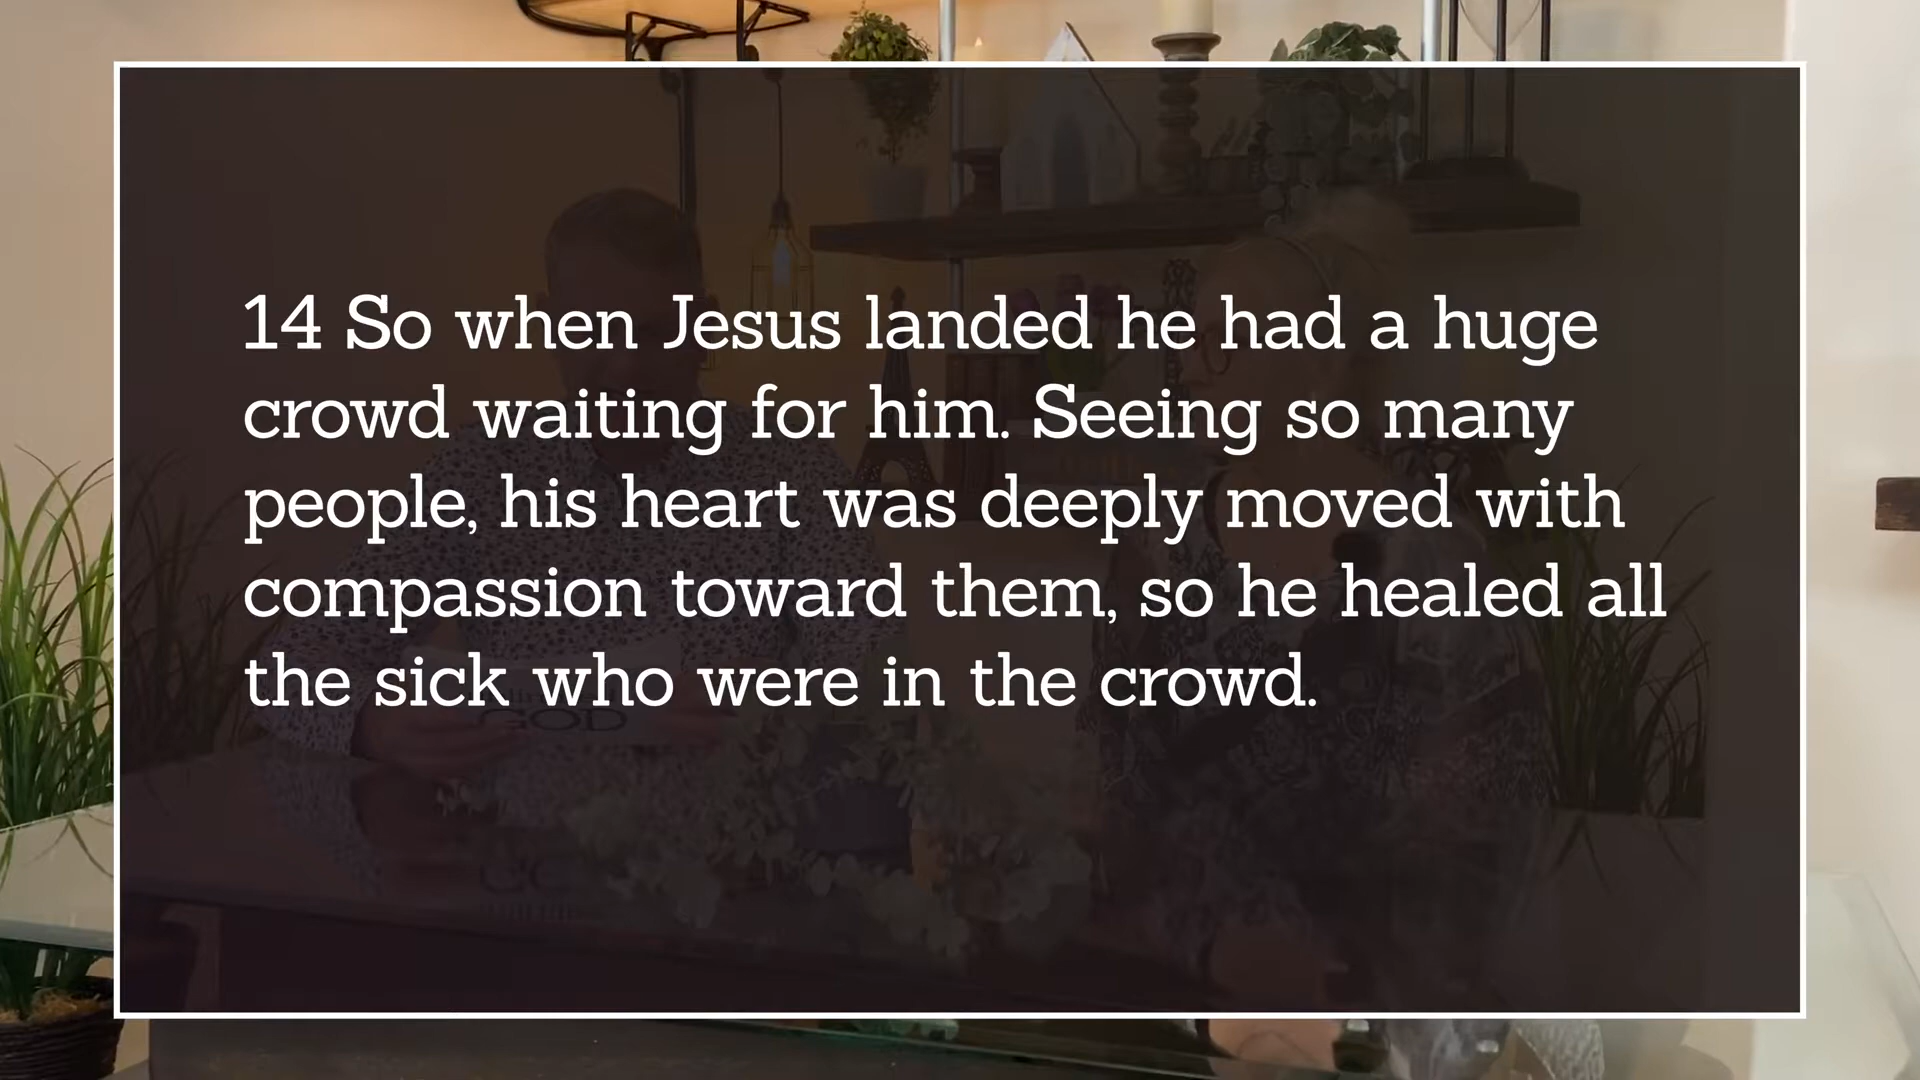 14 So when Jesus landed he had a huge
crowd waiting for him. Seeing so many
people, his heart was deeply moved with
compassion toward them, so he healed all
the sick who were in the crowd.
GOD